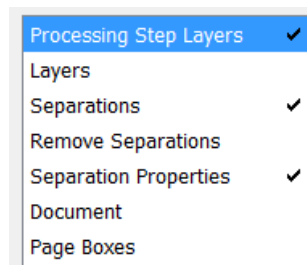 Processing Step Layers ✓
Layers
Separations ✓
Remove Separations
Separation Properties ✓
Document
Page Boxes